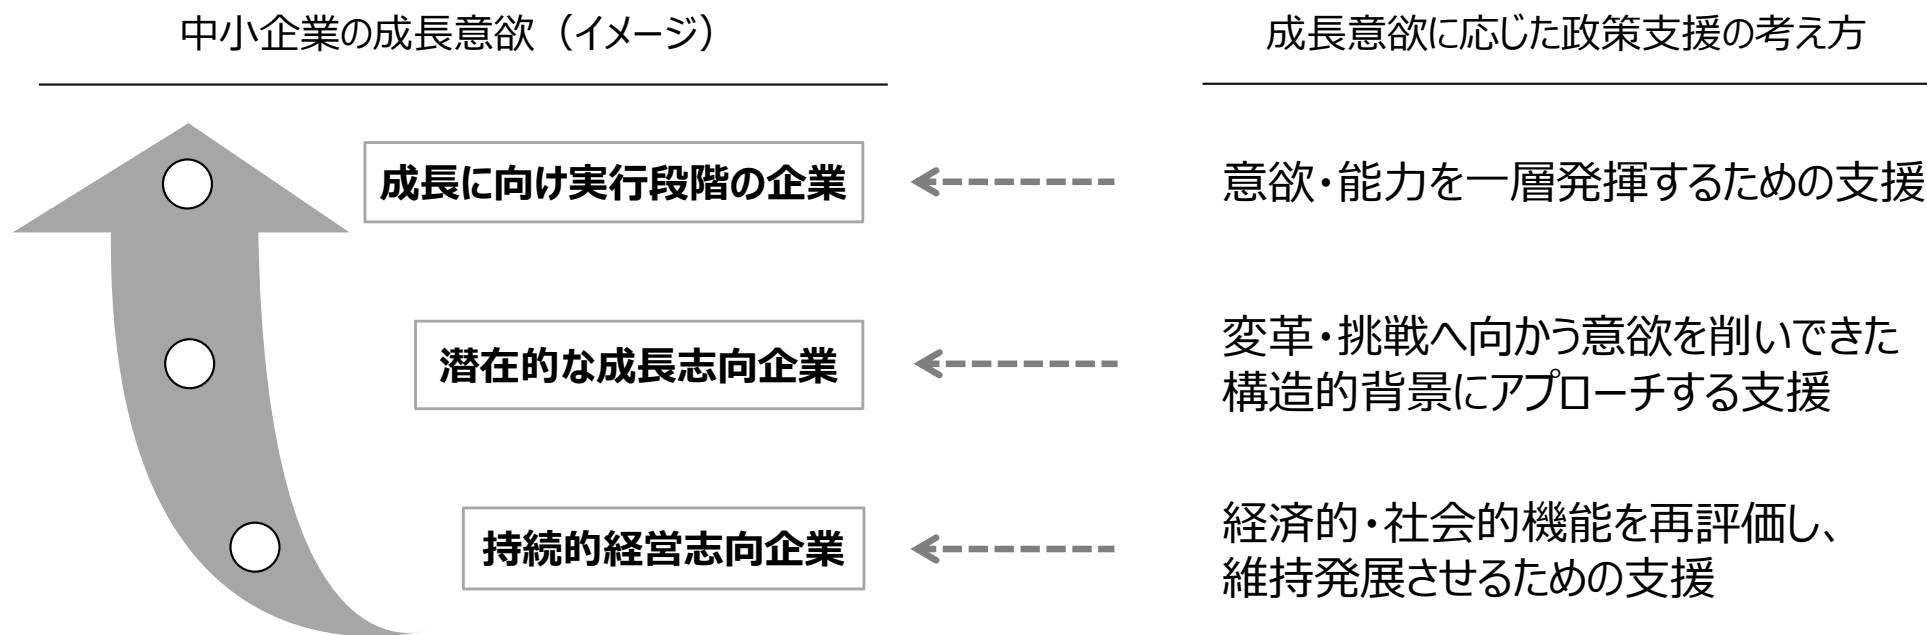 中小企業の成長意欲（イメージ）
成長意欲に応じた政策支援の考え方
成長に向け実行段階の企業
意欲・能力を一層発揮するための支援
潜在的な成長志向企業
変革・挑戦へ向かう意欲を削いできた
構造的背景にアプローチする支援
持続的経営志向企業
経済的・社会的機能を再評価し、
維持発展させるための支援